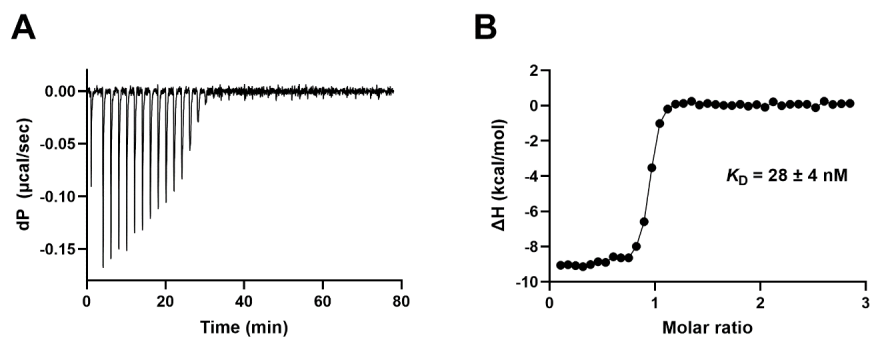 A
dP (µcal/sec)
0.00
-0.05
-0.10
-0.15
0 20 40 60 80
Time (min)
B
ΔH (kcal/mol)
2
0
-2
-4
-6
-8
-10
K_D = 28 ± 4 nM
0 1 2 3
Molar ratio